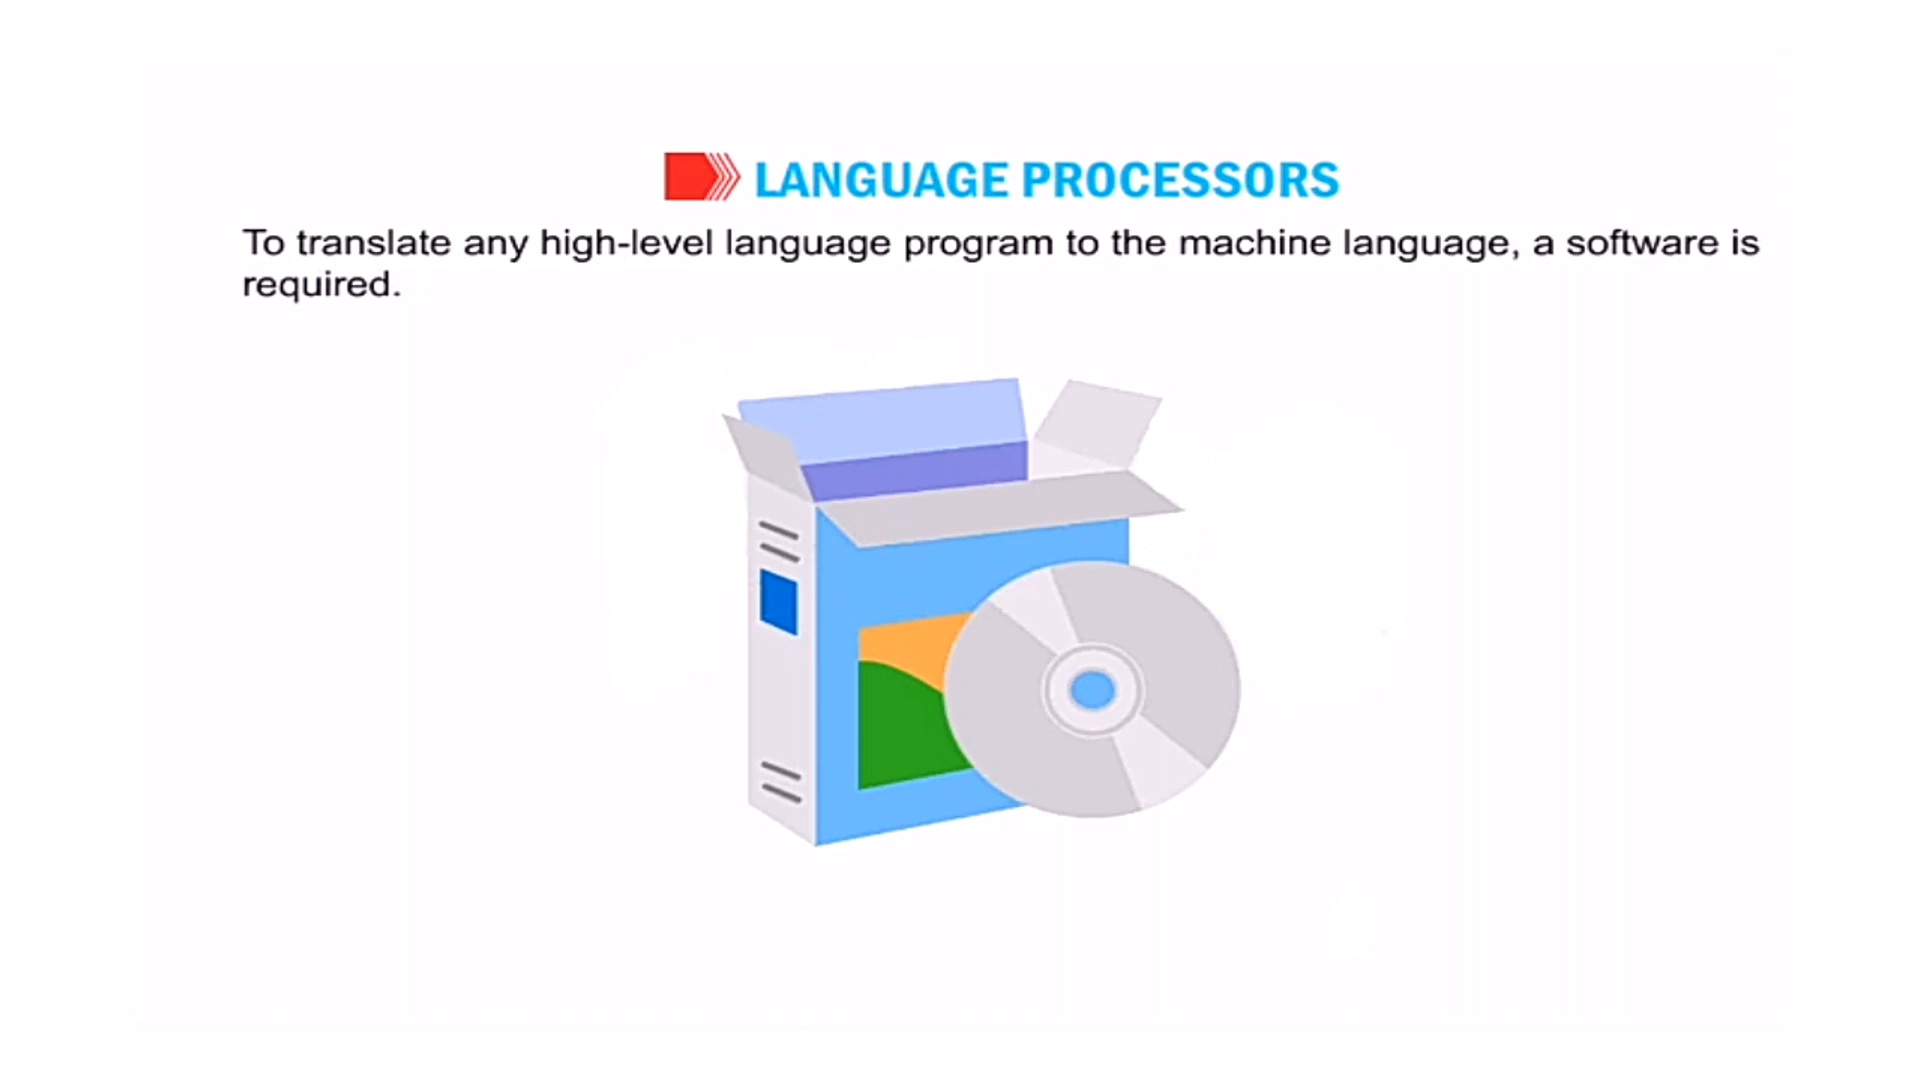 LANGUAGE PROCESSORS
To translate any high-level language program to the machine language, a software is
required.